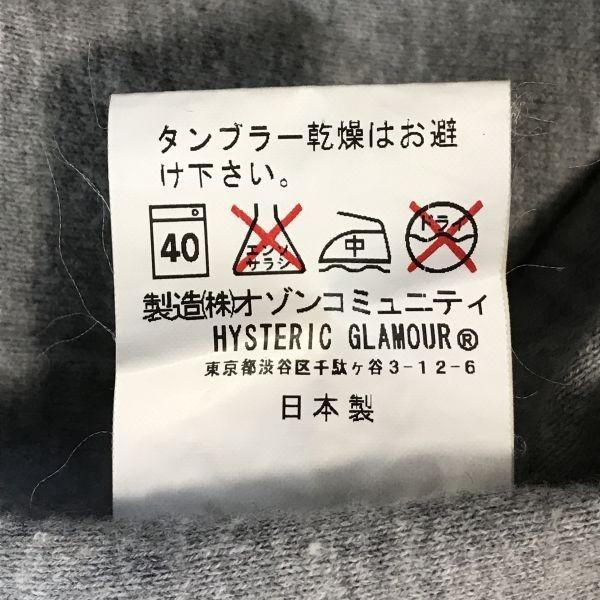 タンブラー乾燥はお避
け下さい。
40 エンソ サラシ 中 ドライ
製造(株)オゾンコミュニティ
HYSTERIC GLAMOUR®
東京都渋谷区千駄ヶ谷3-12-6
日本製